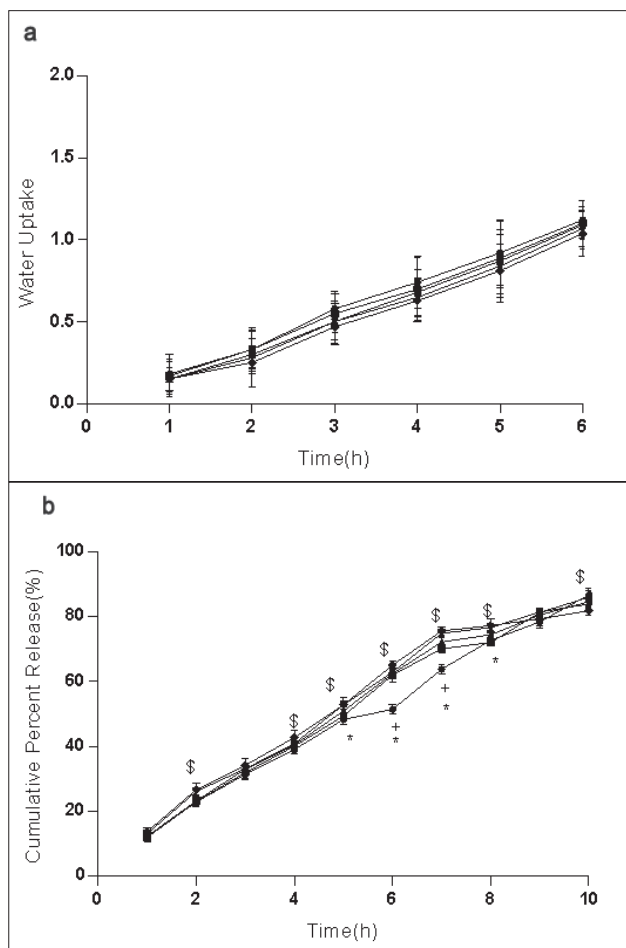 a
2.0
1.5
1.0
0.5
0.0
Water Uptake
0 1 2 3 4 5 6
Time(h)
b
100
80
60
40
20
0
Cumulative Percent Release(%)
$ $ $ $ $ $ $
* + * + * *
0 2 4 6 8 10
Time(h)